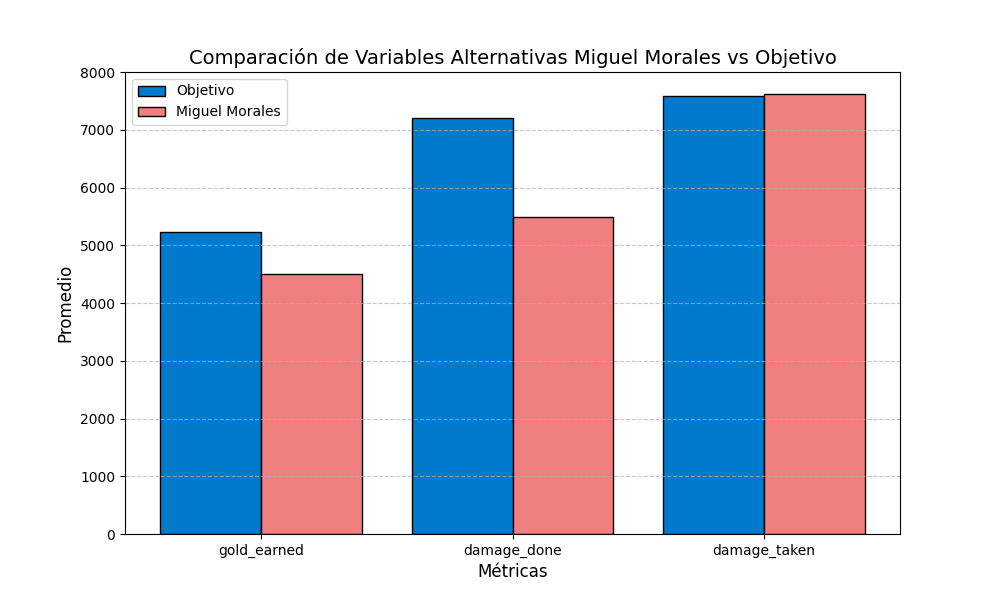 Comparación de Variables Alternativas Miguel Morales vs Objetivo
Objetivo
Miguel Morales
8000
7000
6000
5000
4000
3000
2000
1000
0
Promedio
gold_earned
damage_done
damage_taken
Métricas